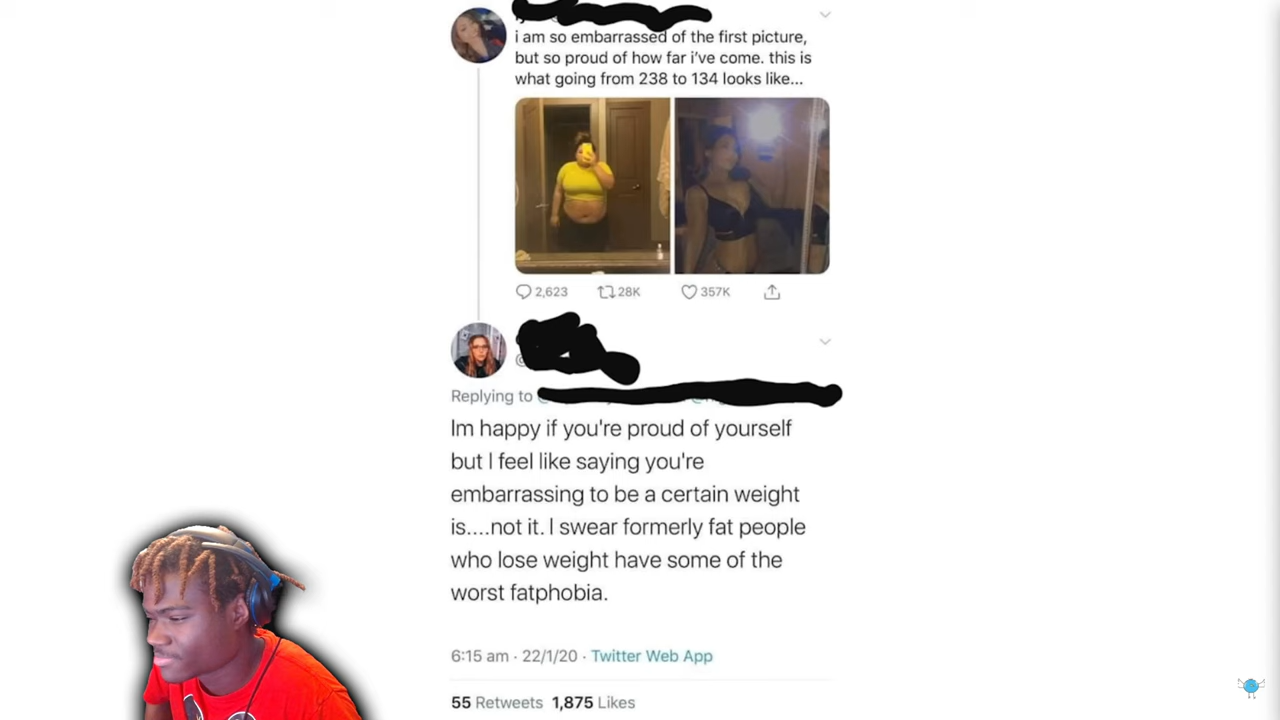 i am so embarrassed of the first picture,
but so proud of how far i've come. this is
what going from 238 to 134 looks like...
2,623 28K 357K
Replying to
Im happy if you're proud of yourself
but I feel like saying you're
embarrassing to be a certain weight
is....not it. I swear formerly fat people
who lose weight have some of the
worst fatphobia.
6:15 am · 22/1/20 · Twitter Web App
55 Retweets 1,875 Likes